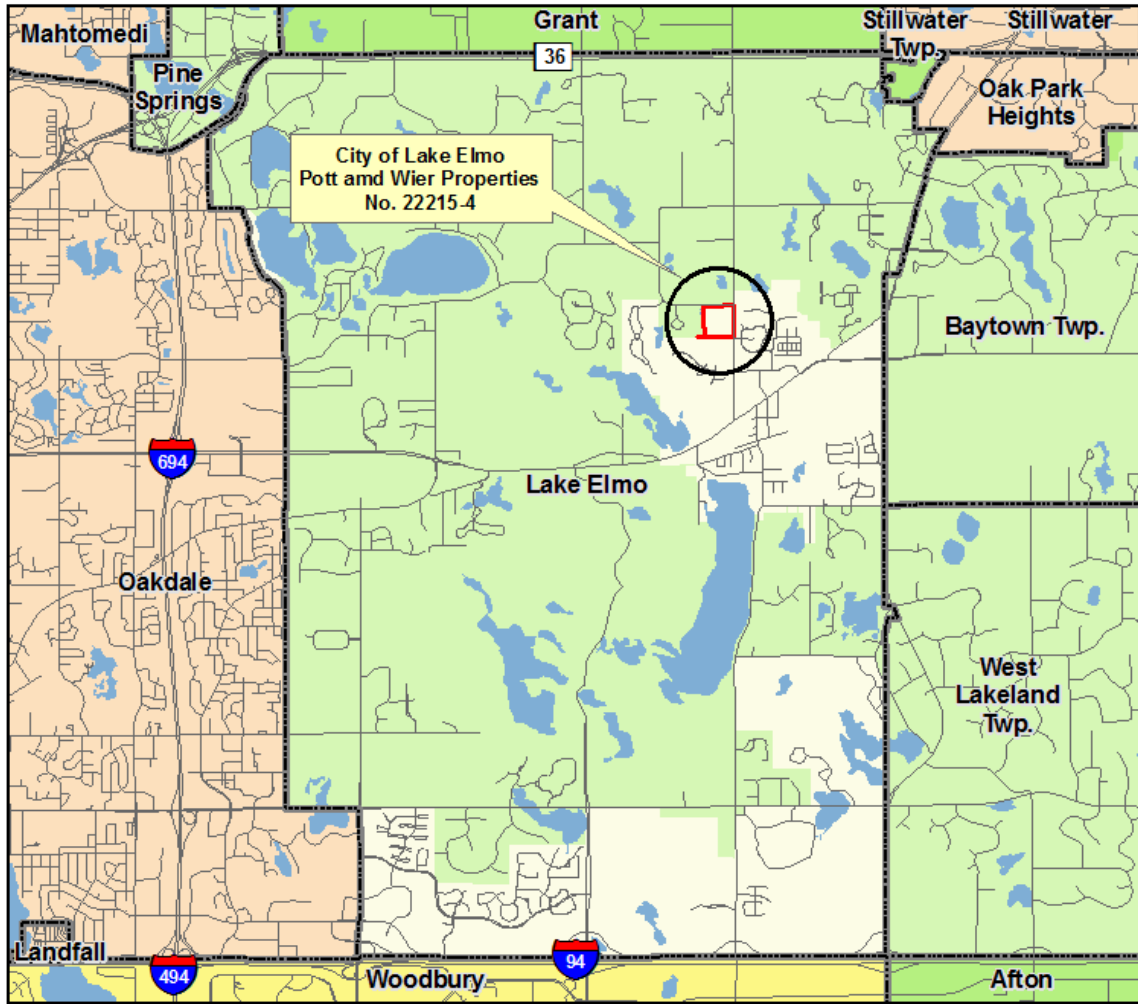 Mahtomedi
Grant
Stillwater
Twp.
Stillwater
36
Pine
Springs
Oak Park
Heights
City of Lake Elmo
Pott amd Wier Properties
No. 22215-4
Baytown Twp.
694
Lake Elmo
Oakdale
West
Lakeland
Twp.
Landfall
494
Woodbury
94
Afton